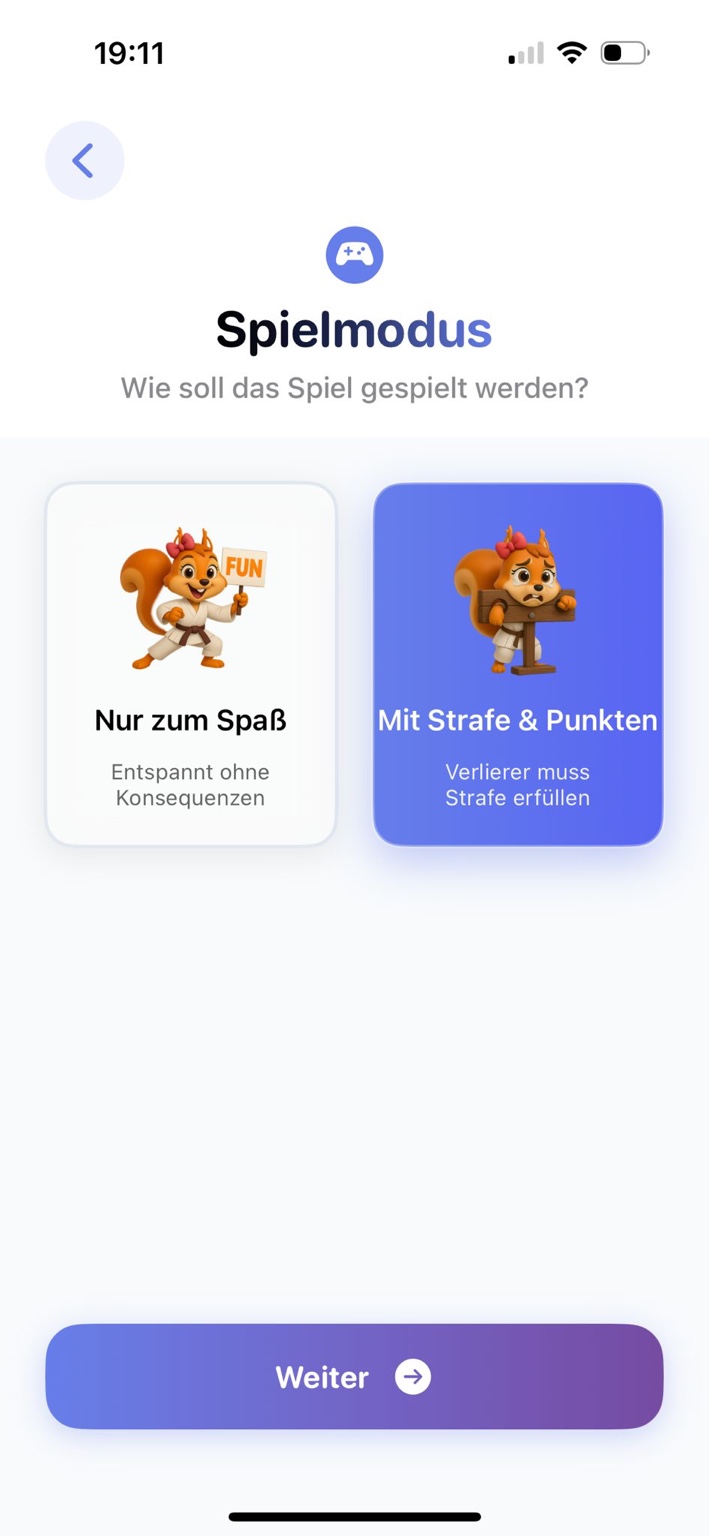 19:11
Spielmodus
Wie soll das Spiel gespielt werden?
FUN
Nur zum Spaß
Entspannt ohne
Konsequenzen
Mit Strafe & Punkten
Verlierer muss
Strafe erfüllen
Weiter